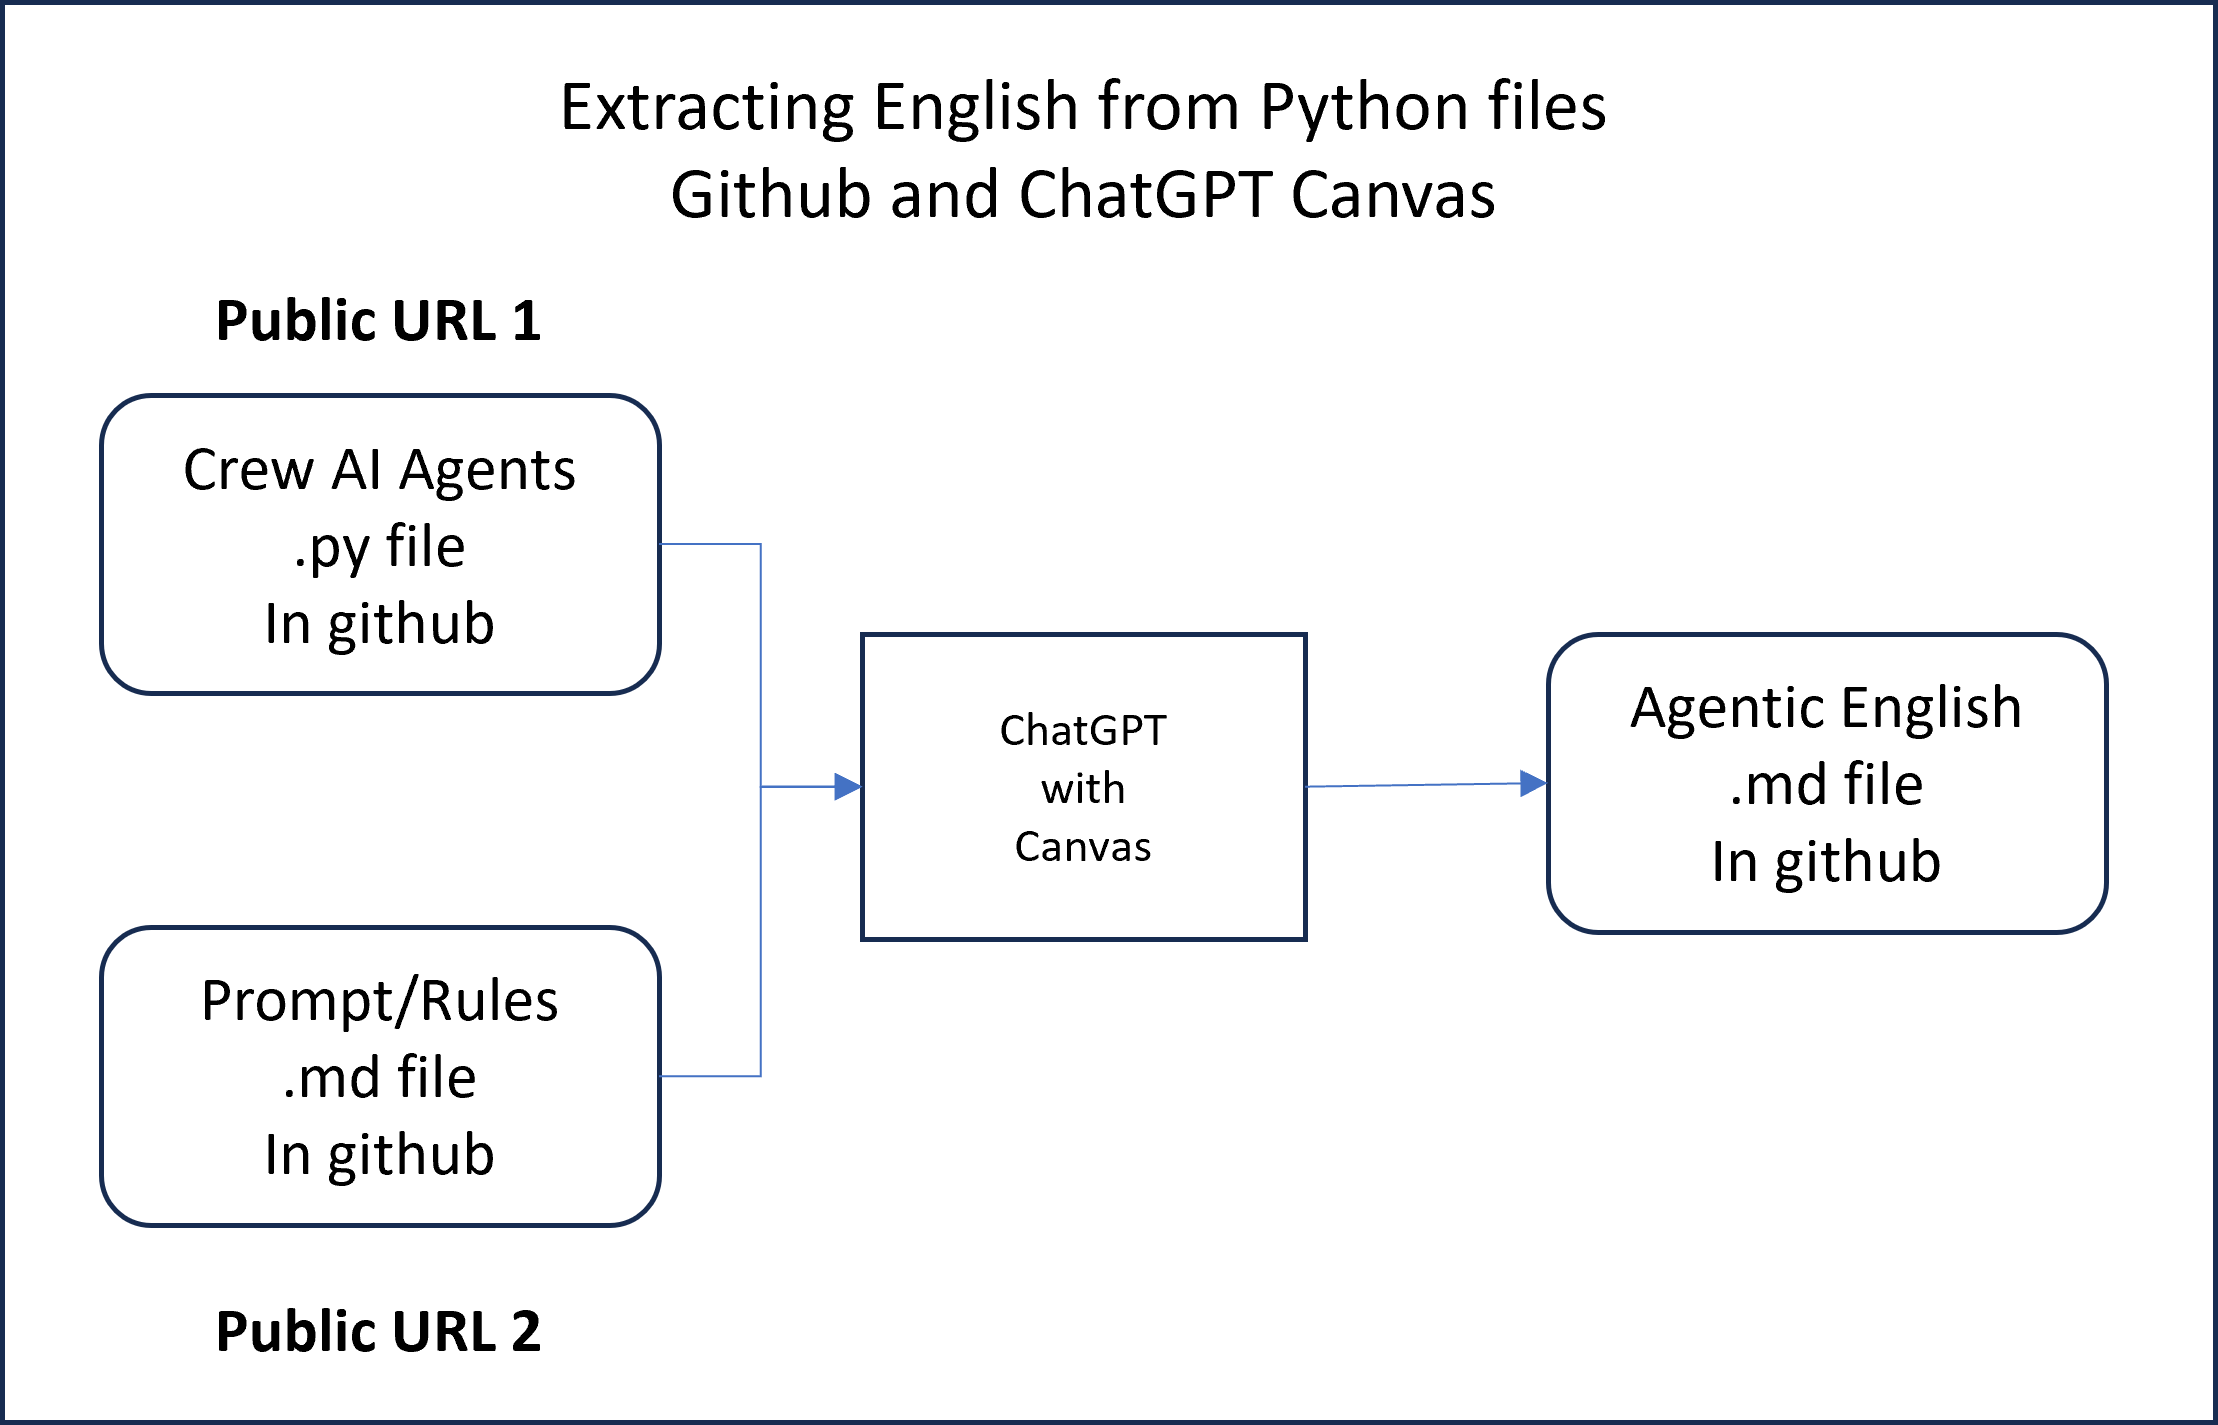 Extracting English from Python files
Github and ChatGPT Canvas
Public URL 1
Crew AI Agents
.py file
In github
ChatGPT
with
Canvas
Agentic English
.md file
In github
Prompt/Rules
.md file
In github
Public URL 2